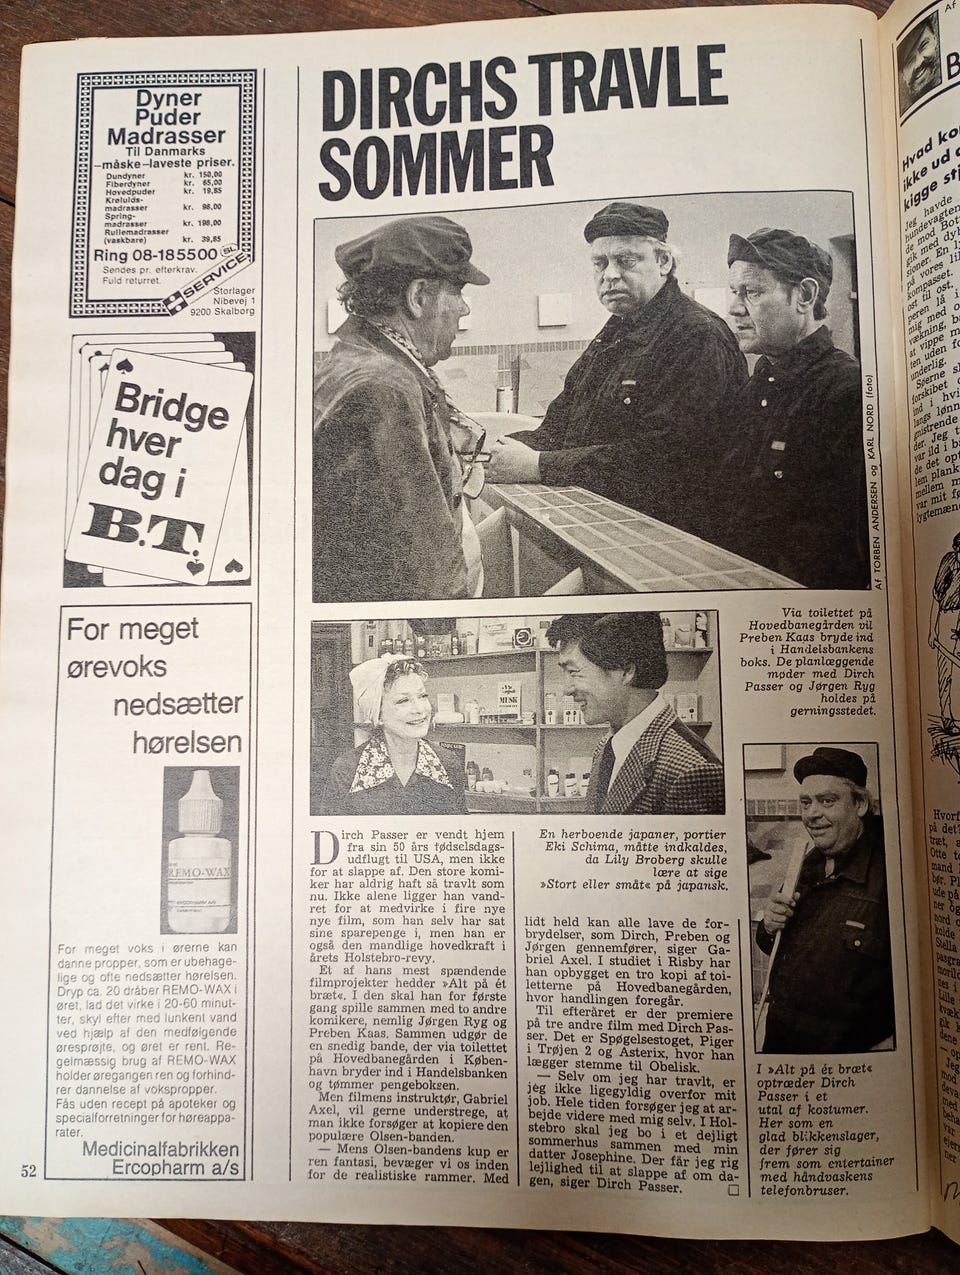 DIRCHS TRAVLE
SOMMER
Dyner
Puder
Madrasser
Til Danmarks
–måske–laveste priser.
Dundyner kr. 150,00
Fiberdyner kr. 65,00
Hovedpuder kr. 19,85
Krøluldsmadrasser kr. 98,00
Springmadrasser kr. 198,00
Rullemadrasser
(vaskbare) kr. 39,85
Ring 08-185500
Sendes pr. efterkrav.
Fuld returret.
SL
SERVICE
Storlager
Nibevej 1
9200 Skalborg
Bridge
hver
dag i
B.T.
For meget
ørevoks
nedsætter
hørelsen
REMO-WAX
For meget voks i ørerne kan
danne propper, som er ubehage-
lige og ofte nedsætter hørelsen.
Dryp ca. 20 dråber REMO-WAX i
øret, lad det virke i 20-60 minut-
ter, skyl efter med lunkent vand
ved hjælp af den medfølgende
øresprøjte, og øret er rent. Re-
gelmæssig brug af REMO-WAX
holder øregangen ren og forhind-
rer dannelse af vokspropper.
Fås uden recept på apoteker og
specialforretninger for høreappa-
rater.
Medicinalfabrikken
Ercopharm a/s
52
Af TORBEN ANDERSEN og KARL NORD (foto)
Via toilettet på
Hovedbanegården vil
Preben Kaas bryde ind
i Handelsbankens
boks. De planlæggende
møder med Dirch
Passer og Jørgen Ryg
holdes på
gerningsstedet.
MUSK
En herboende japaner, portier
Eki Schima, måtte indkaldes,
da Lily Broberg skulle
lære at sige
»Stort eller småt« på japansk.
Dirch Passer er vendt hjem
fra sin 50 års fødselsdags-
udflugt til USA, men ikke
for at slappe af. Den store komi-
ker har aldrig haft så travlt som
nu. Ikke alene ligger han vand-
ret for at medvirke i fire nye
nye film, som han selv har sat
sine sparepenge i, men han er
også den mandlige hovedkraft i
årets Holstebro-revy.
Et af hans mest spændende
filmprojekter hedder »Alt på ét
bræt«. I den skal han for første
gang spille sammen med to andre
komikere, nemlig Jørgen Ryg og
Preben Kaas. Sammen udgør de
en snedig bande, der via toilettet
på Hovedbanegården i Køben-
havn bryder ind i Handelsbanken
og tømmer pengeboksen.
Men filmens instruktør, Gabriel
Axel, vil gerne understrege, at
man ikke forsøger at kopiere den
populære Olsen-banden.
— Mens Olsen-bandens kup er
ren fantasi, bevæger vi os inden
for de realistiske rammer. Med
lidt held kan alle lave de for-
brydelser, som Dirch, Preben og
Jørgen gennemfører, siger Ga-
briel Axel. I studiet i Risby har
han opbygget en tro kopi af toi-
letterne på Hovedbanegården,
hvor handlingen foregår.
Til efteråret er der premiere
på tre andre film med Dirch Pas-
ser. Det er Spøgelsestoget, Piger
i Trøjen 2 og Asterix, hvor han
lægger stemme til Obelisk.
— Selv om jeg har travlt, er
jeg ikke ligegyldig overfor mit
job. Hele tiden forsøger jeg at ar-
bejde videre med mig selv. I Hol-
stebro skal jeg bo i et dejligt
sommerhus sammen med min
datter Josephine. Der får jeg rig
lejlighed til at slappe af om da-
gen, siger Dirch Passer.
I »Alt på ét bræt«
optræder Dirch
Passer i et
utal af kostumer.
Her som en
glad blikkenslager,
der fører sig
frem som entertainer
med håndvaskens
telefonbruser.
Af
B
Hvad
ikke ud
kigge